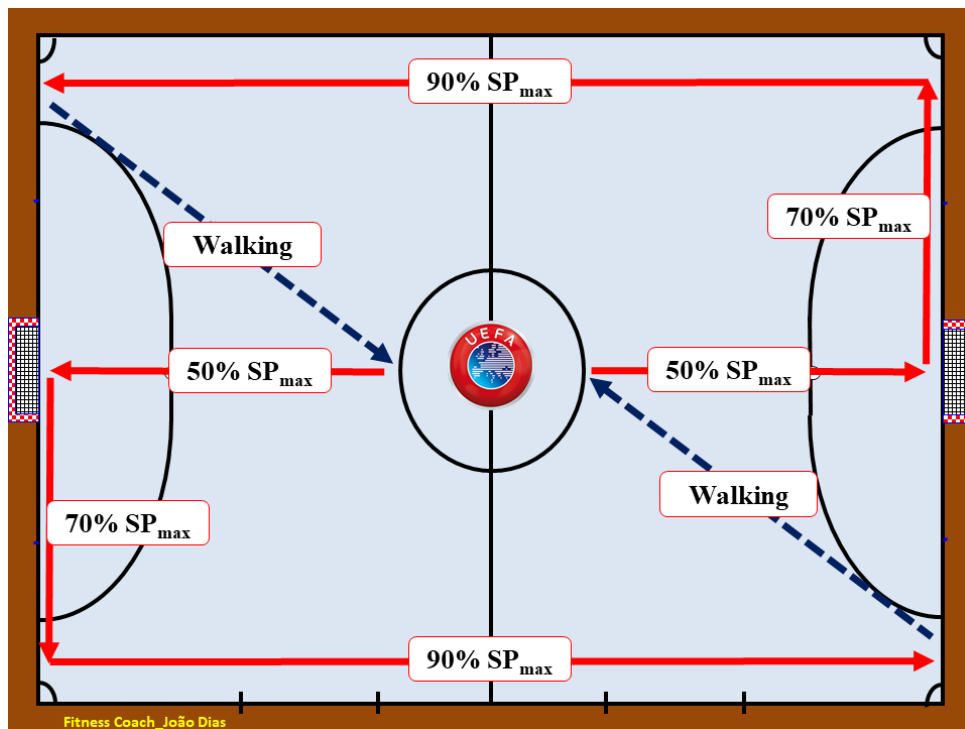 90% SPmax
70% SPmax
Walking
UEFA
50% SPmax
50% SPmax
Walking
70% SPmax
90% SPmax
Fitness Coach_João Dias